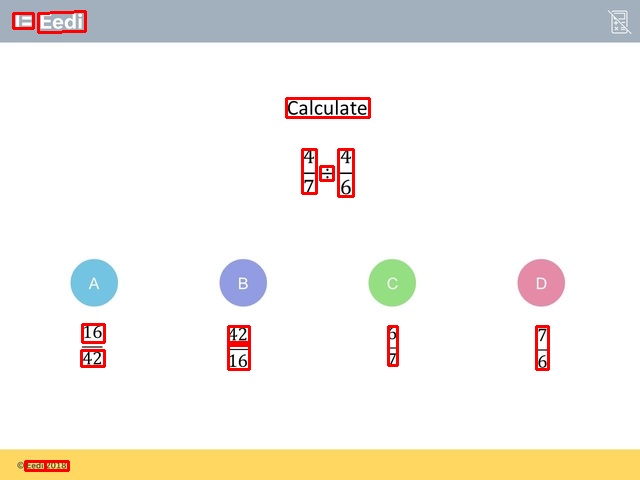 Eedi
Calculate
4/7 ÷ 4/6
A B C D
16/42 42/16 6/7 7/6
© Eedi 2018